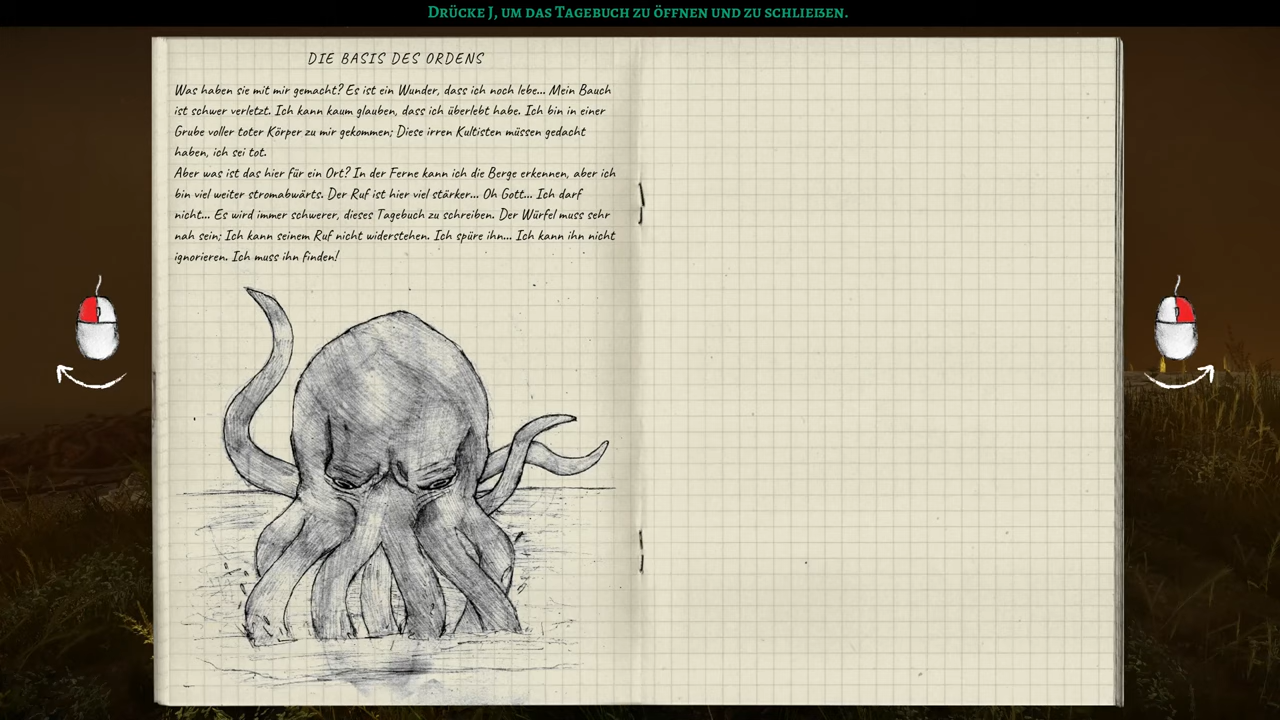 Drücke J, um das Tagebuch zu öffnen und zu schließen.
DIE BASIS DES ORDENS
Was haben sie mit mir gemacht? Es ist ein Wunder, dass ich noch lebe... Mein Bauch
ist schwer verletzt. Ich kann kaum glauben, dass ich überlebt habe. Ich bin in einer
Grube voller toter Körper zu mir gekommen; Diese irren Kultisten müssen gedacht
haben, ich sei tot.
Aber was ist das hier für ein Ort? In der Ferne kann ich die Berge erkennen, aber ich
bin viel weiter stromabwärts. Der Ruf ist hier viel stärker... Oh Gott... Ich darf
nicht... Es wird immer schwerer, dieses Tagebuch zu schreiben. Der Würfel muss sehr
nah sein; Ich kann seinem Ruf nicht widerstehen. Ich spüre ihn... Ich kann ihn nicht
ignorieren. Ich muss ihn finden!